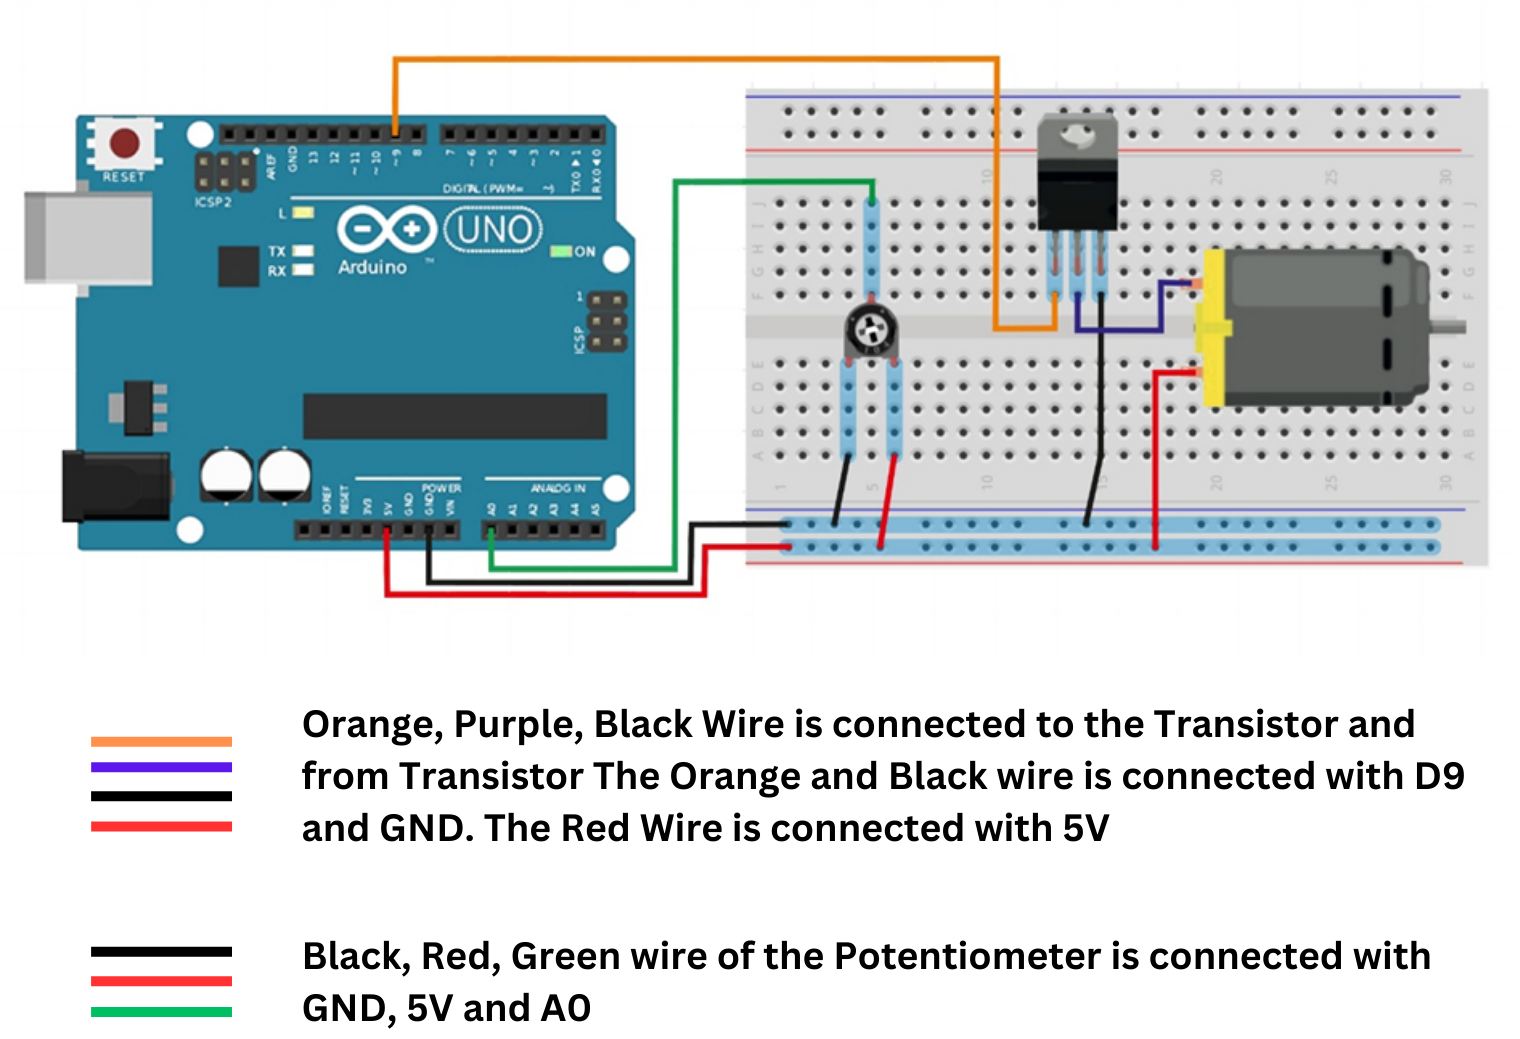 RESET
ICSP2
AREF
GND
13
12
~11
~10
~9
8
7
~6
~5
4
~3
2
TX0 ▶ 1
RX0 ◀ 0
DIGITAL (PWM= ~)
L
TX
RX
UNO
Arduino ™
ON
1
ICSP
IOREF
RESET
3V3
5V
GND
GND
VIN
POWER
ANALOG IN
A0
A1
A2
A3
A4
A5
10
20
25
30
J
I
H
G
F
J
I
H
G
F
E
D
C
B
A
E
D
C
B
A
1
5
10
15
20
25
30
Orange, Purple, Black Wire is connected to the Transistor and
from Transistor The Orange and Black wire is connected with D9
and GND. The Red Wire is connected with 5V
Black, Red, Green wire of the Potentiometer is connected with
GND, 5V and A0